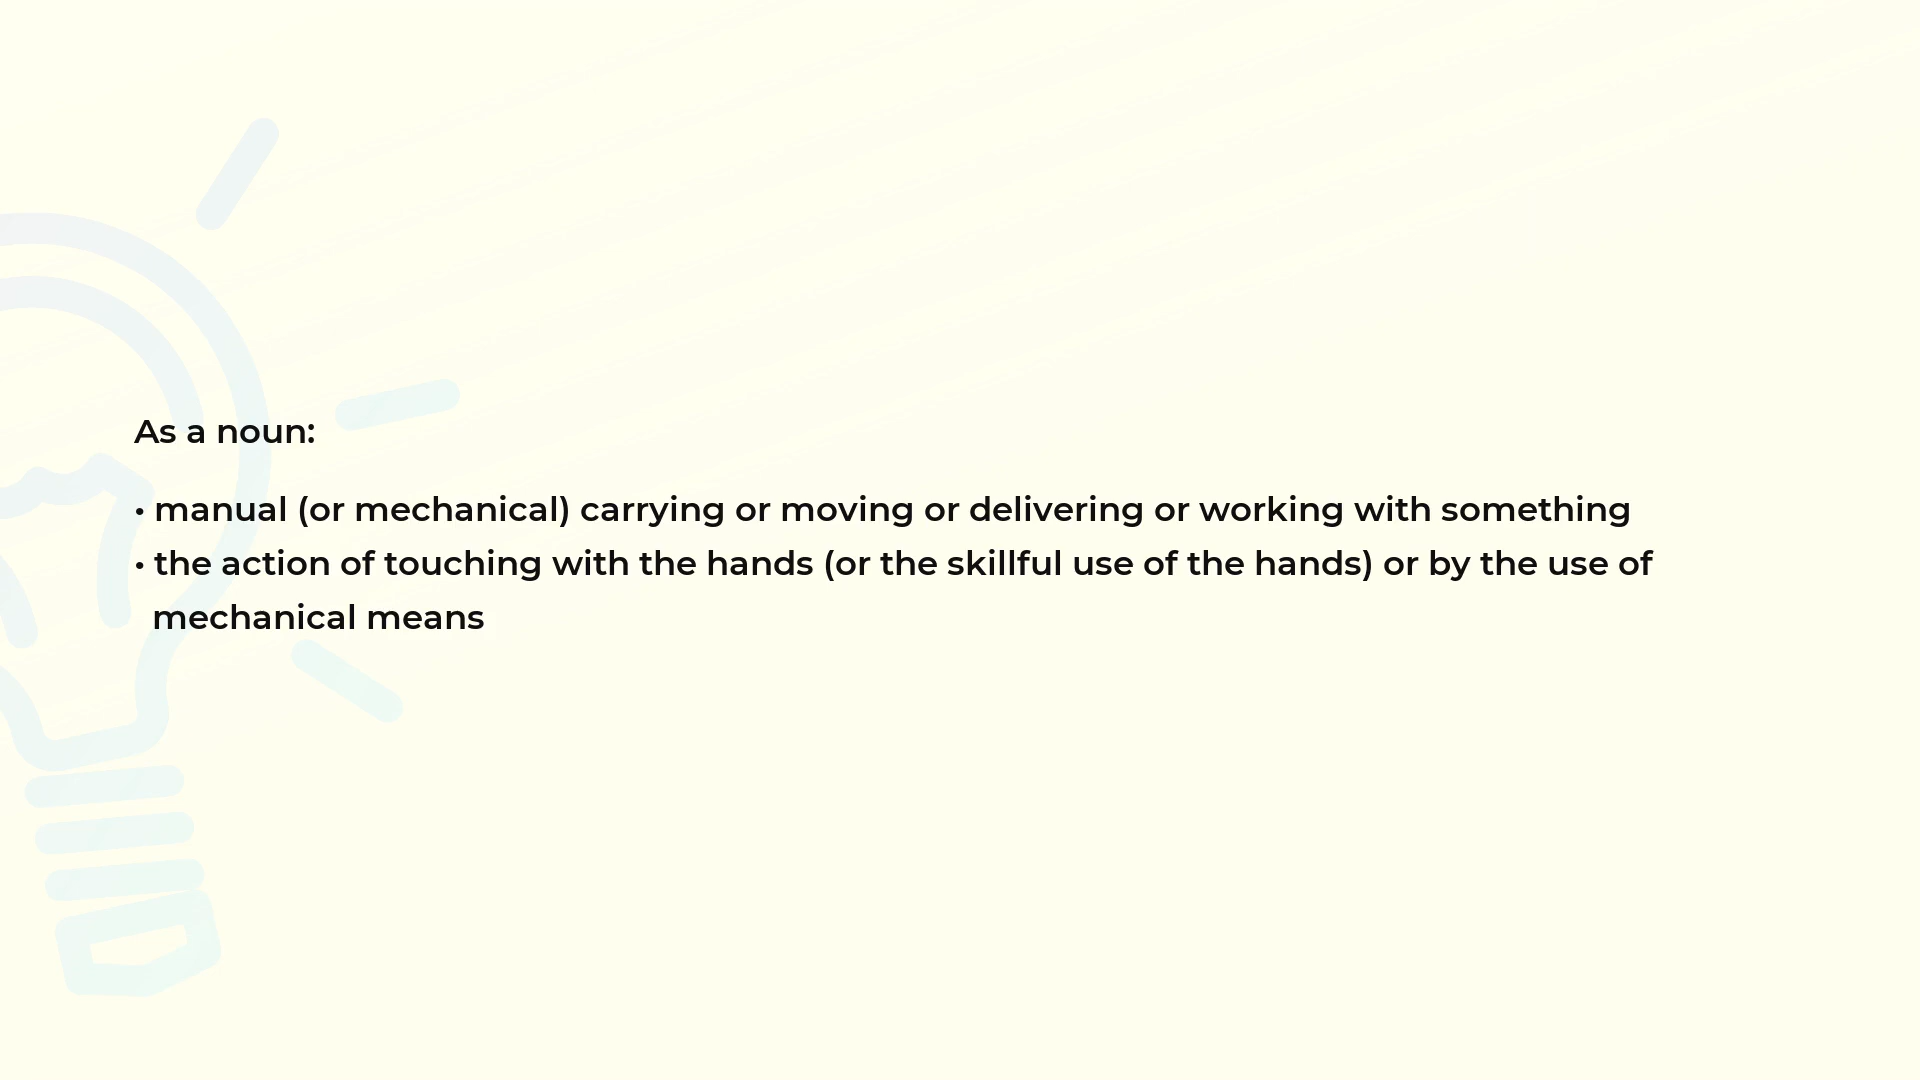 As a noun:
• manual (or mechanical) carrying or moving or delivering or working with something
• the action of touching with the hands (or the skillful use of the hands) or by the use of
mechanical means